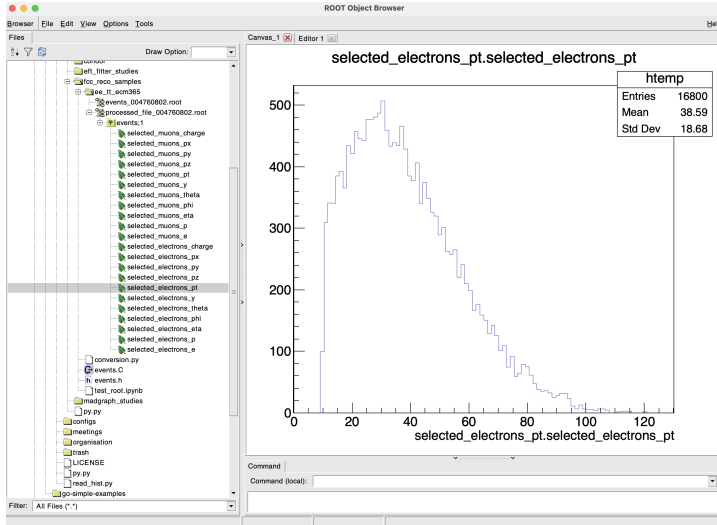 ROOT Object Browser
Browser File Edit View Options Tools
Files
Draw Option:
condor
eft_fitter_studies
fcc_reco_samples
ee_tt_ecm365
events_004760802.root
processed_file_004760802.root
events;1
selected_muons_charge
selected_muons_px
selected_muons_py
selected_muons_pz
selected_muons_pt
selected_muons_y
selected_muons_theta
selected_muons_phi
selected_muons_eta
selected_muons_p
selected_muons_e
selected_electrons_charge
selected_electrons_px
selected_electrons_py
selected_electrons_pz
selected_electrons_pt
selected_electrons_y
selected_electrons_theta
selected_electrons_phi
selected_electrons_eta
selected_electrons_p
selected_electrons_e
conversion.py
events.C
events.h
test_root.ipynb
madgraph_studies
py.py
configs
meetings
organisation
trash
LICENSE
py.py
read_hist.py
go-simple-examples
Filter: All Files (*.*)
Canvas_1 Editor 1
selected_electrons_pt.selected_electrons_pt
htemp
Entries 16800
Mean 38.59
Std Dev 18.68
500
400
300
200
100
0
0 20 40 60 80 100 120
selected_electrons_pt.selected_electrons_pt
Command
Command (local):